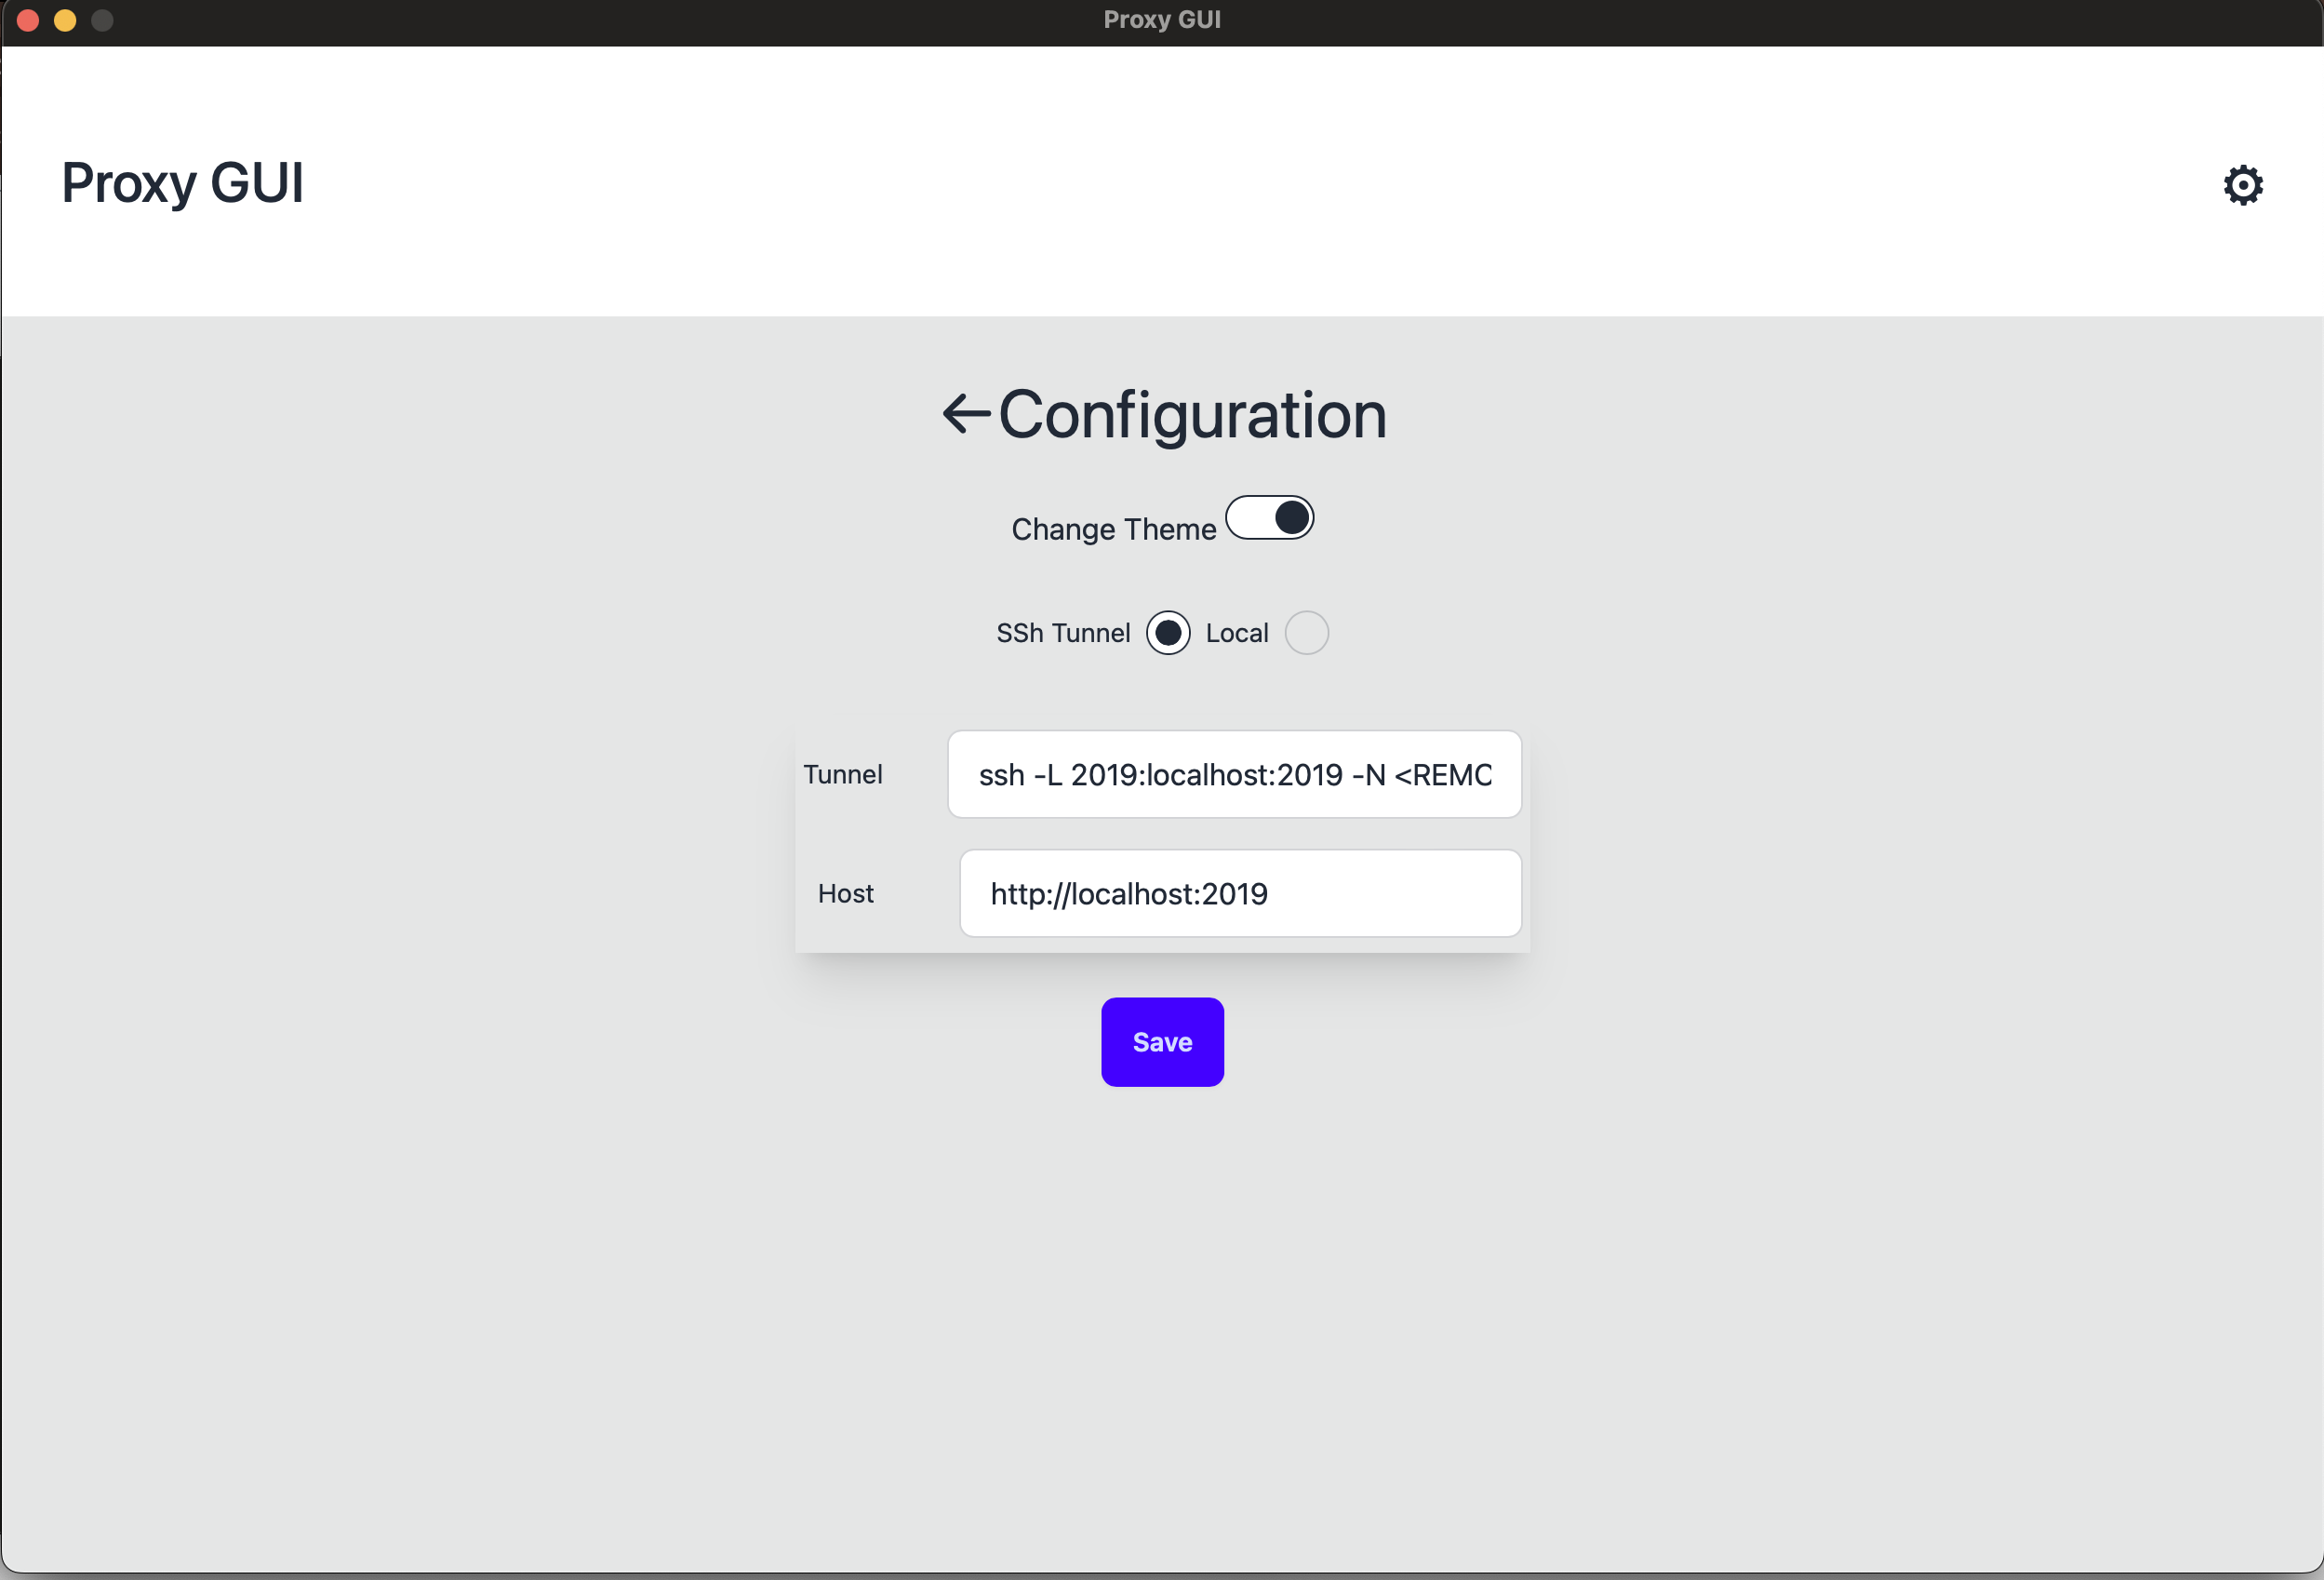 Proxy GUI
Proxy GUI
Configuration
Change Theme
SSh Tunnel Local
Tunnel ssh -L 2019:localhost:2019 -N <REMO
Host http://localhost:2019
Save